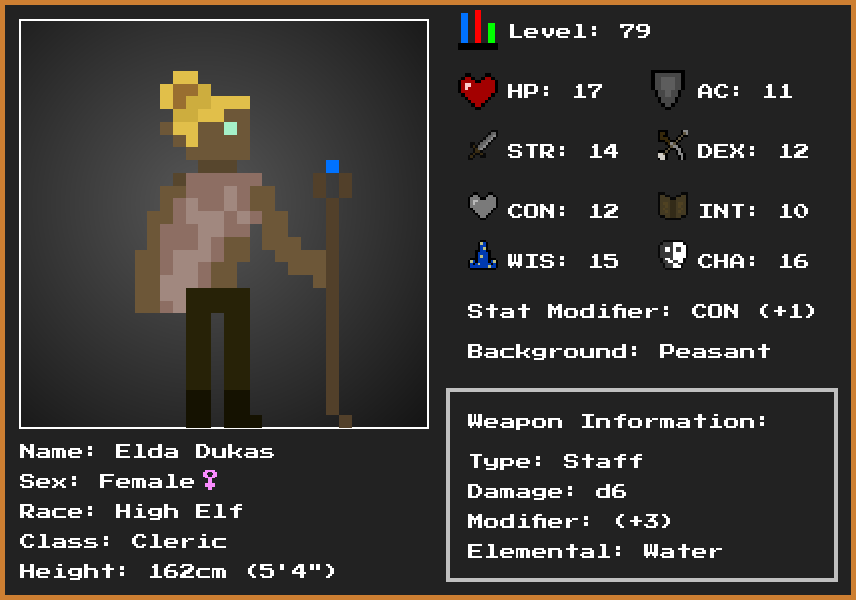 Level: 79
HP: 17 AC: 11
STR: 14 DEX: 12
CON: 12 INT: 10
WIS: 15 CHA: 16
Stat Modifier: CON (+1)
Background: Peasant
Weapon Information:
Type: Staff
Damage: d6
Modifier: (+3)
Elemental: Water
Name: Elda Dukas
Sex: Female♀
Race: High Elf
Class: Cleric
Height: 162cm (5'4")